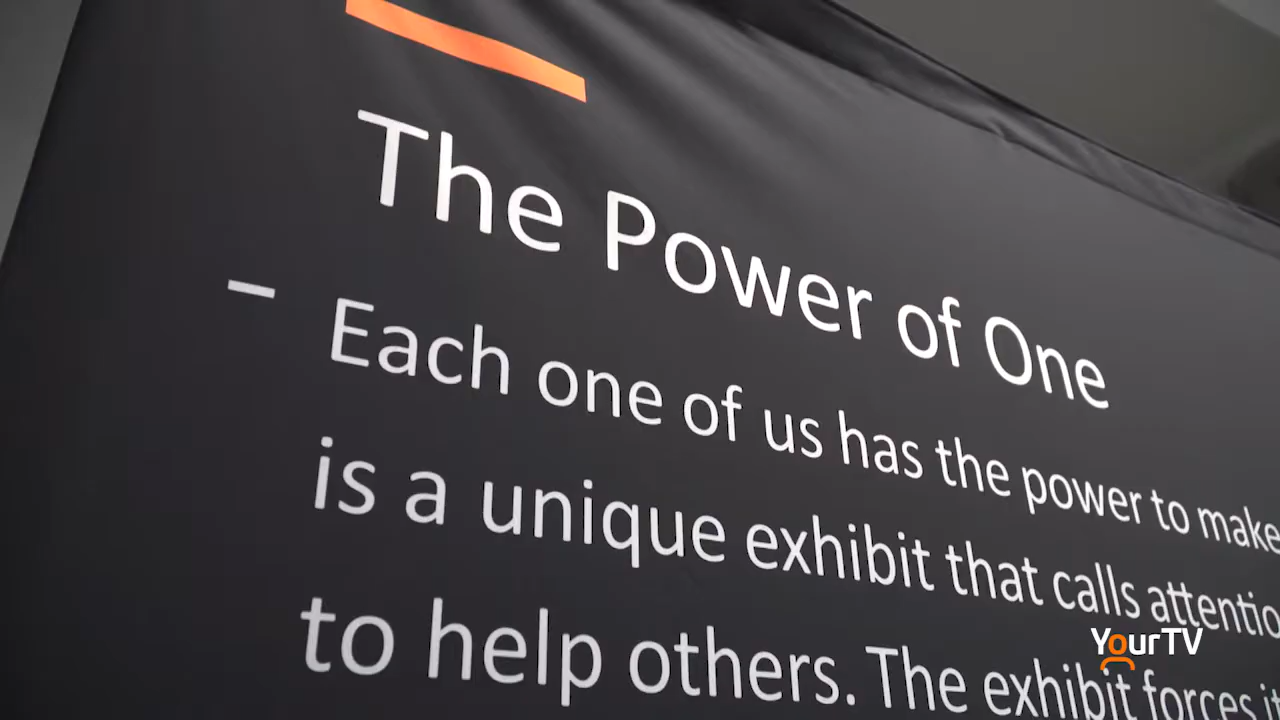 The Power of One
– Each one of us has the power to make
is a unique exhibit that calls attentio
to help others. The exhibit forces it
YourTV